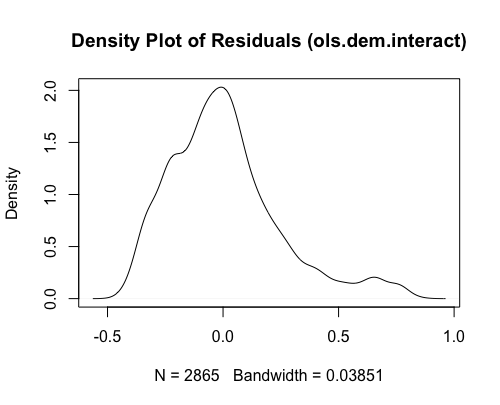 Density Plot of Residuals (ols.dem.interact)
2.0
1.5
1.0
0.5
0.0
Density
-0.5 0.0 0.5 1.0
N = 2865 Bandwidth = 0.03851